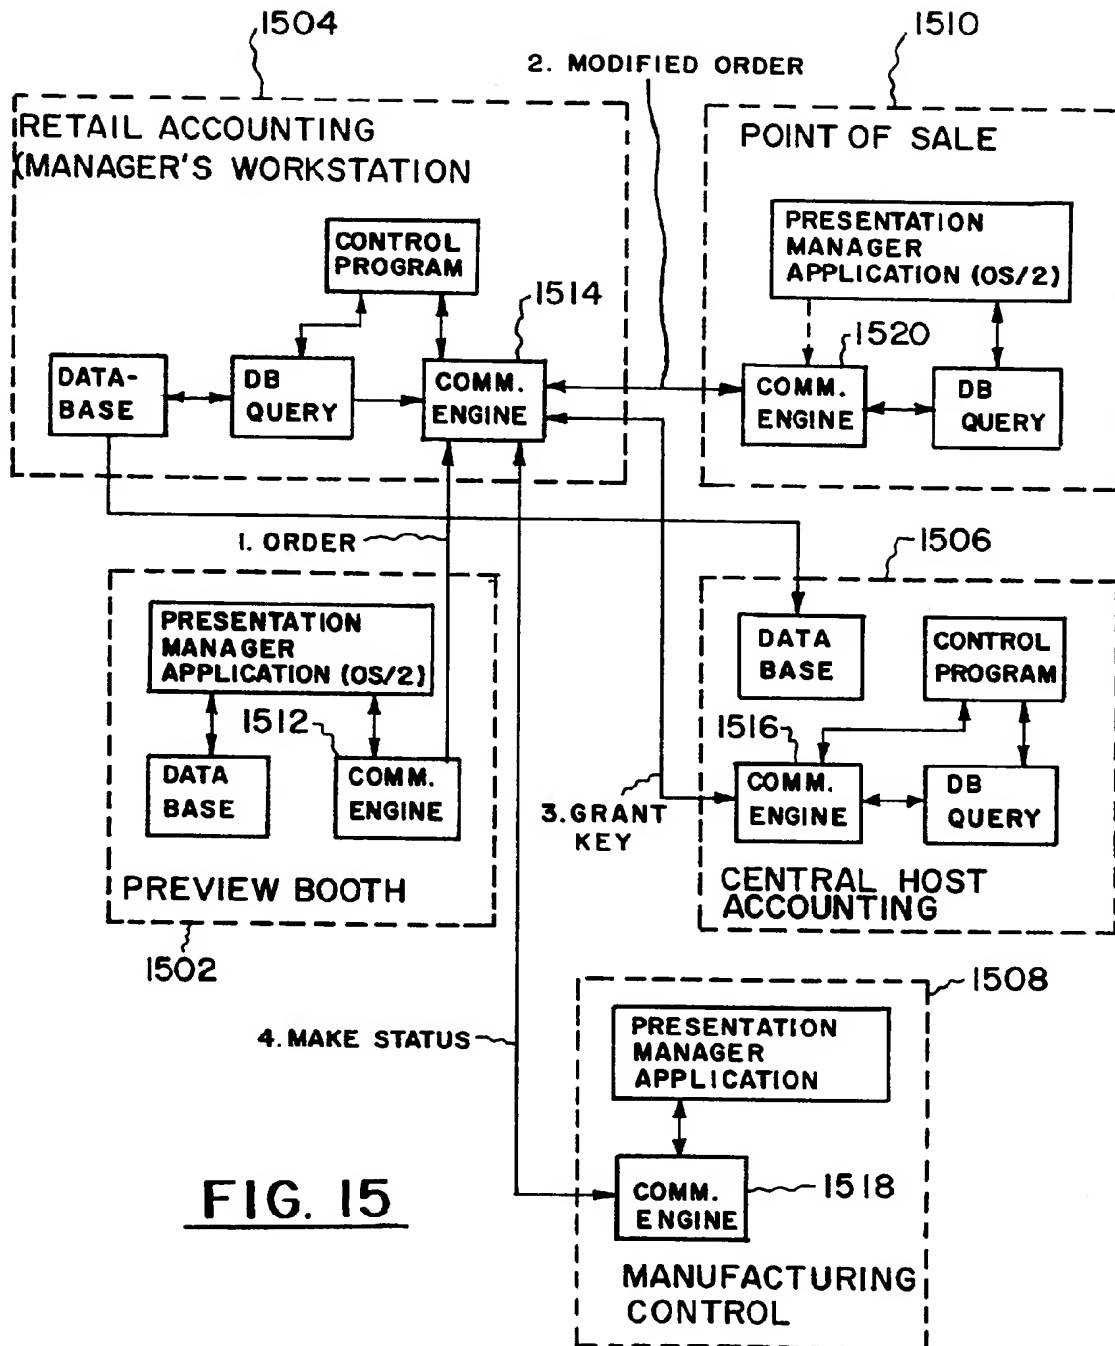 1504
1510
2. MODIFIED ORDER
RETAIL ACCOUNTING
(MANAGER'S WORKSTATION
POINT OF SALE
CONTROL
PROGRAM
PRESENTATION
MANAGER
APPLICATION (OS/2)
1514
1520
DATA-
BASE
DB
QUERY
COMM.
ENGINE
COMM.
ENGINE
DB
QUERY
1. ORDER
1506
PRESENTATION
MANAGER
APPLICATION (OS/2)
DATA
BASE
CONTROL
PROGRAM
1512
1516
DATA
BASE
COMM.
ENGINE
COMM.
ENGINE
DB
QUERY
3. GRANT
KEY
PREVIEW BOOTH
CENTRAL HOST
ACCOUNTING
1502
1508
4. MAKE STATUS
PRESENTATION
MANAGER
APPLICATION
FIG. 15
COMM.
ENGINE
1518
MANUFACTURING
CONTROL